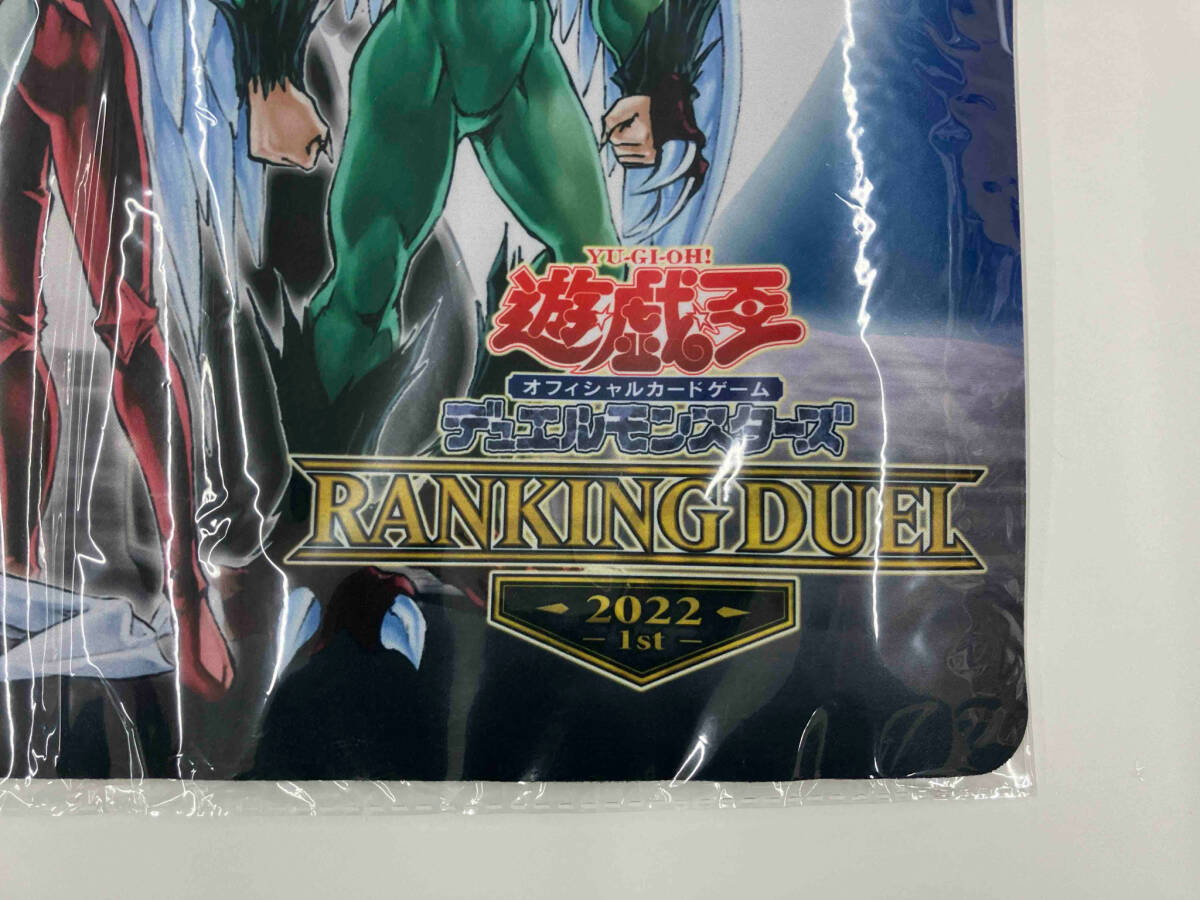 YU-GI-OH!
遊☆戯☆王
オフィシャルカードゲーム
デュエルモンスターズ
RANKING DUEL
2022
1st